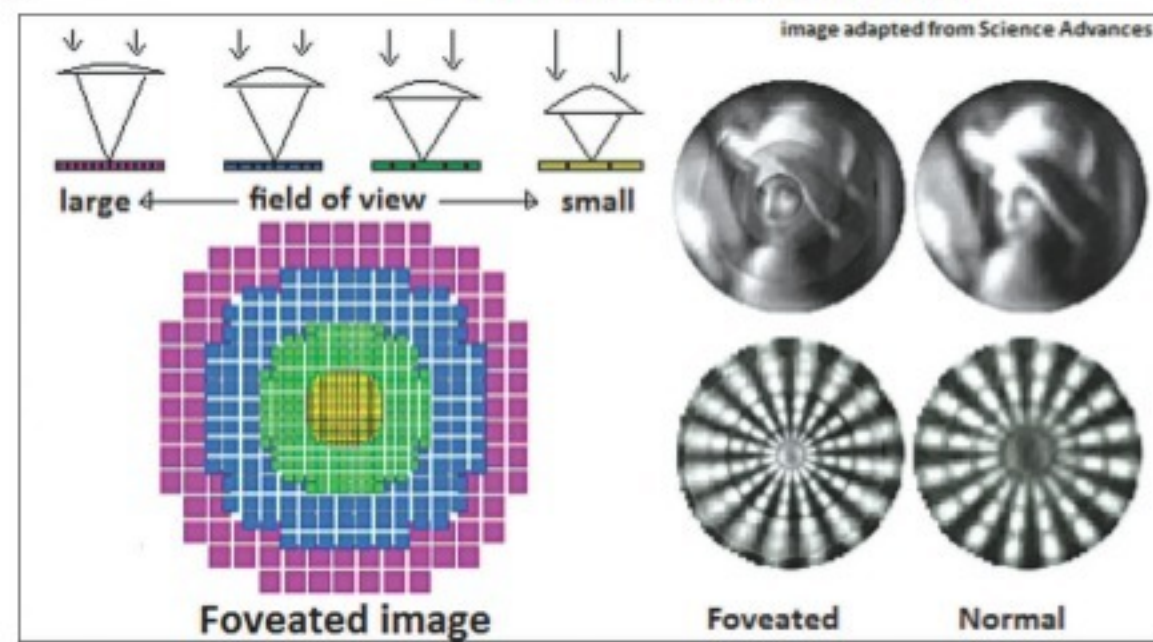 image adapted from Science Advances
large field of view small
Foveated image
Foveated Normal